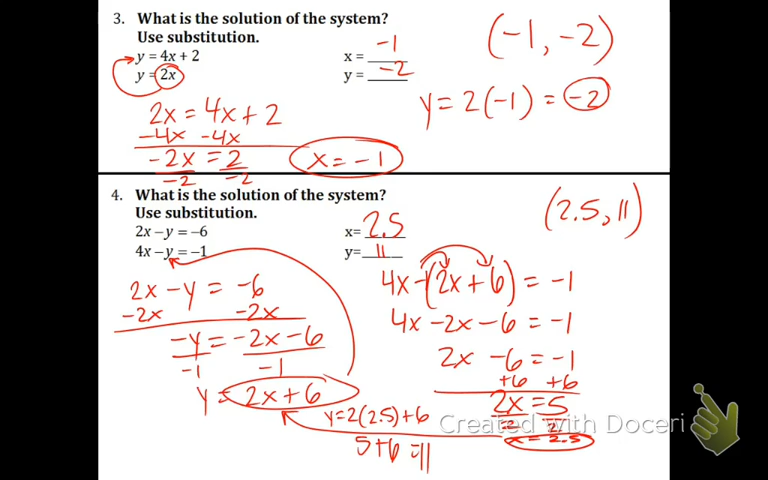 3. What is the solution of the system?
Use substitution.
y = 4x + 2
y = 2x
x = -1
y = -2
(-1, -2)
y = 2(-1) = -2
2x = 4x + 2
-4x -4x
-2x = 2
-2 -2
x = -1
4. What is the solution of the system?
Use substitution.
2x – y = –6
4x – y = –1
x= 2.5
y= 11
(2.5, 11)
2x - y = -6
-2x -2x
-y = -2x - 6
-1 -1
y = 2x + 6
4x - (2x + 6) = -1
4x - 2x - 6 = -1
2x - 6 = -1
+6 +6
2x = 5
2 2
x = 2.5
y = 2(2.5) + 6
5 + 6 = 11
Created with Doceri